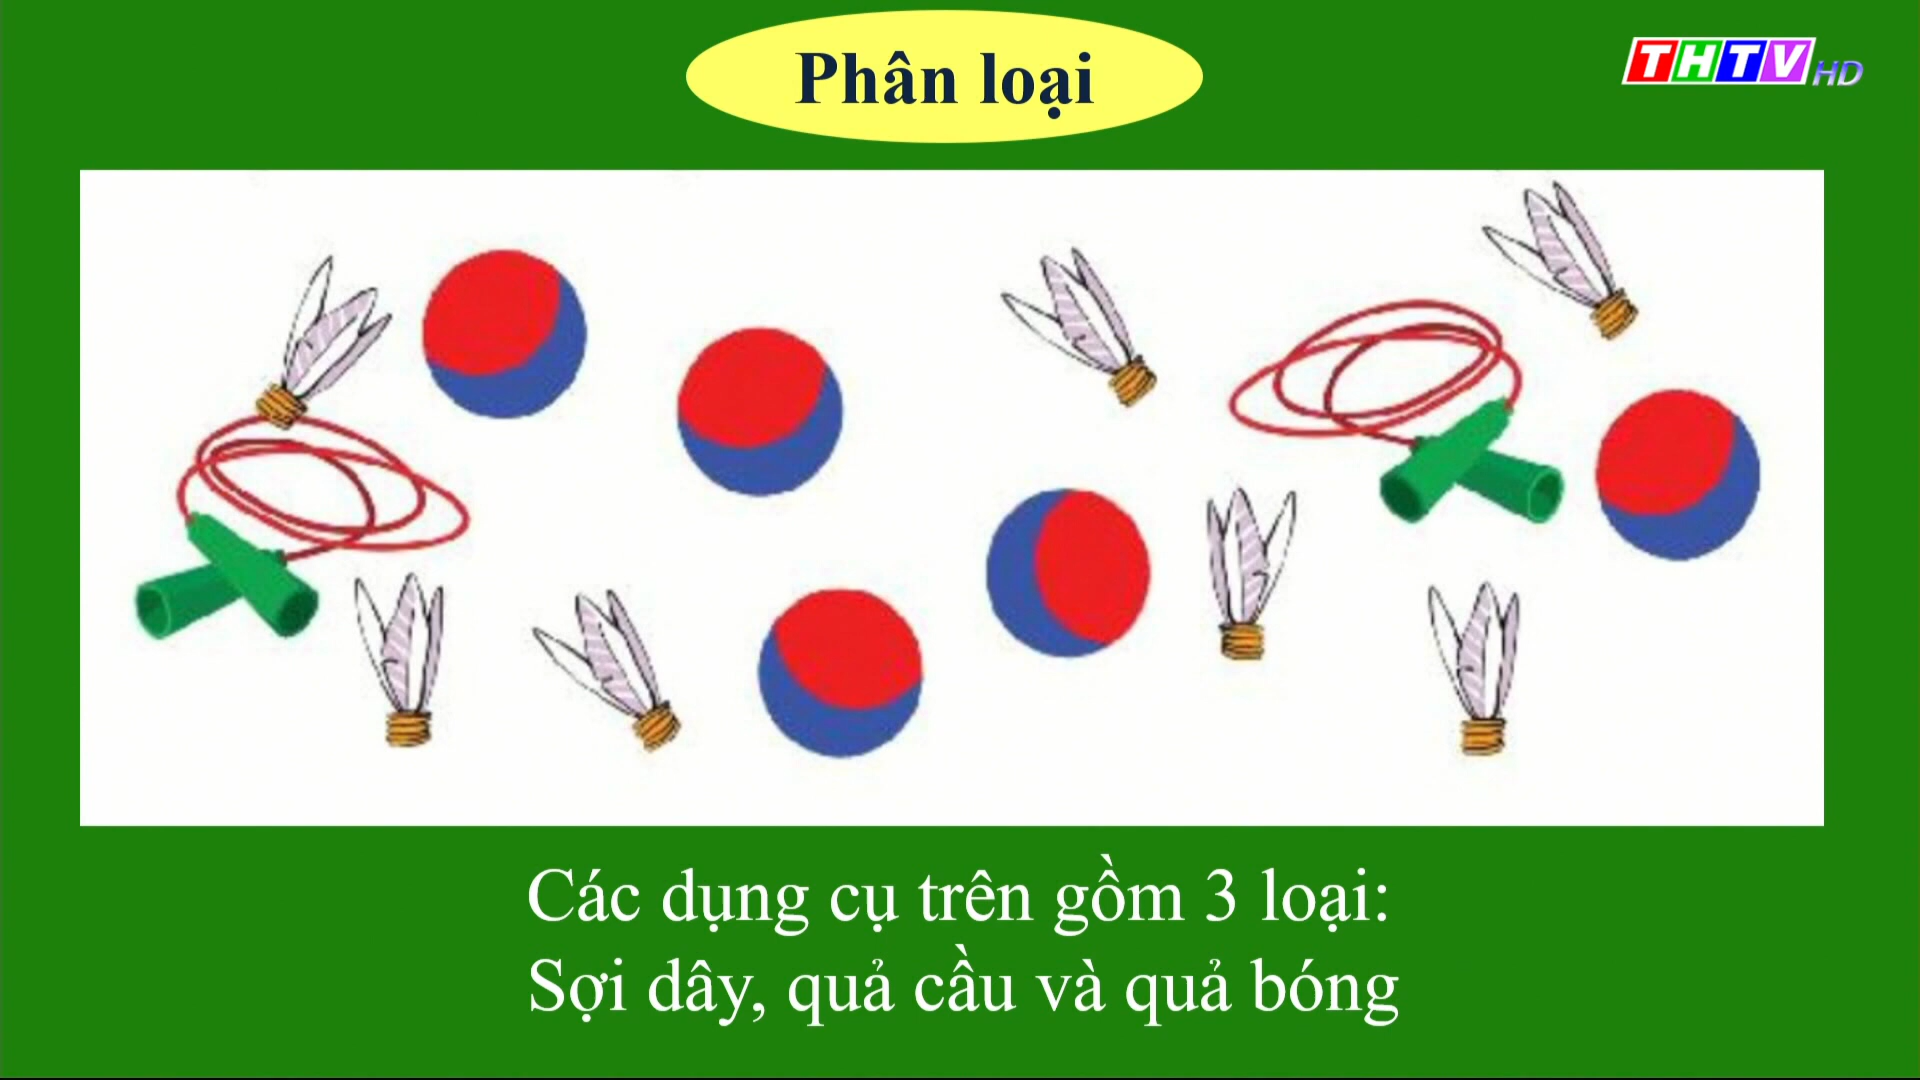 Phân loại
THTV HD
Các dụng cụ trên gồm 3 loại:
Sợi dây, quả cầu và quả bóng